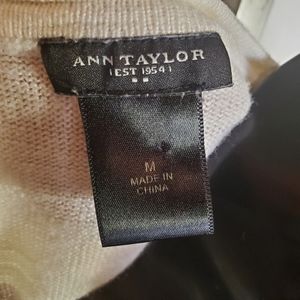 ANN TAYLOR
EST 1954
M
MADE IN
CHINA